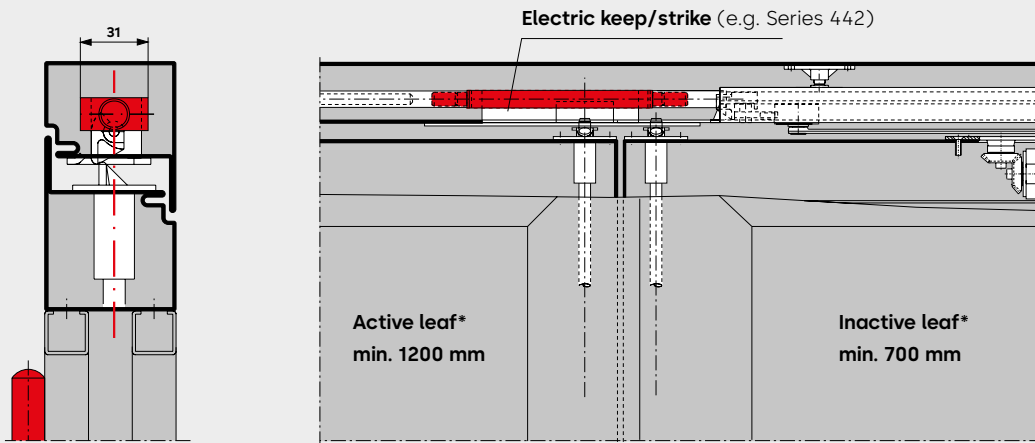 Electric keep/strike (e.g. Series 442)
31
Active leaf*
min. 1200 mm
Inactive leaf*
min. 700 mm